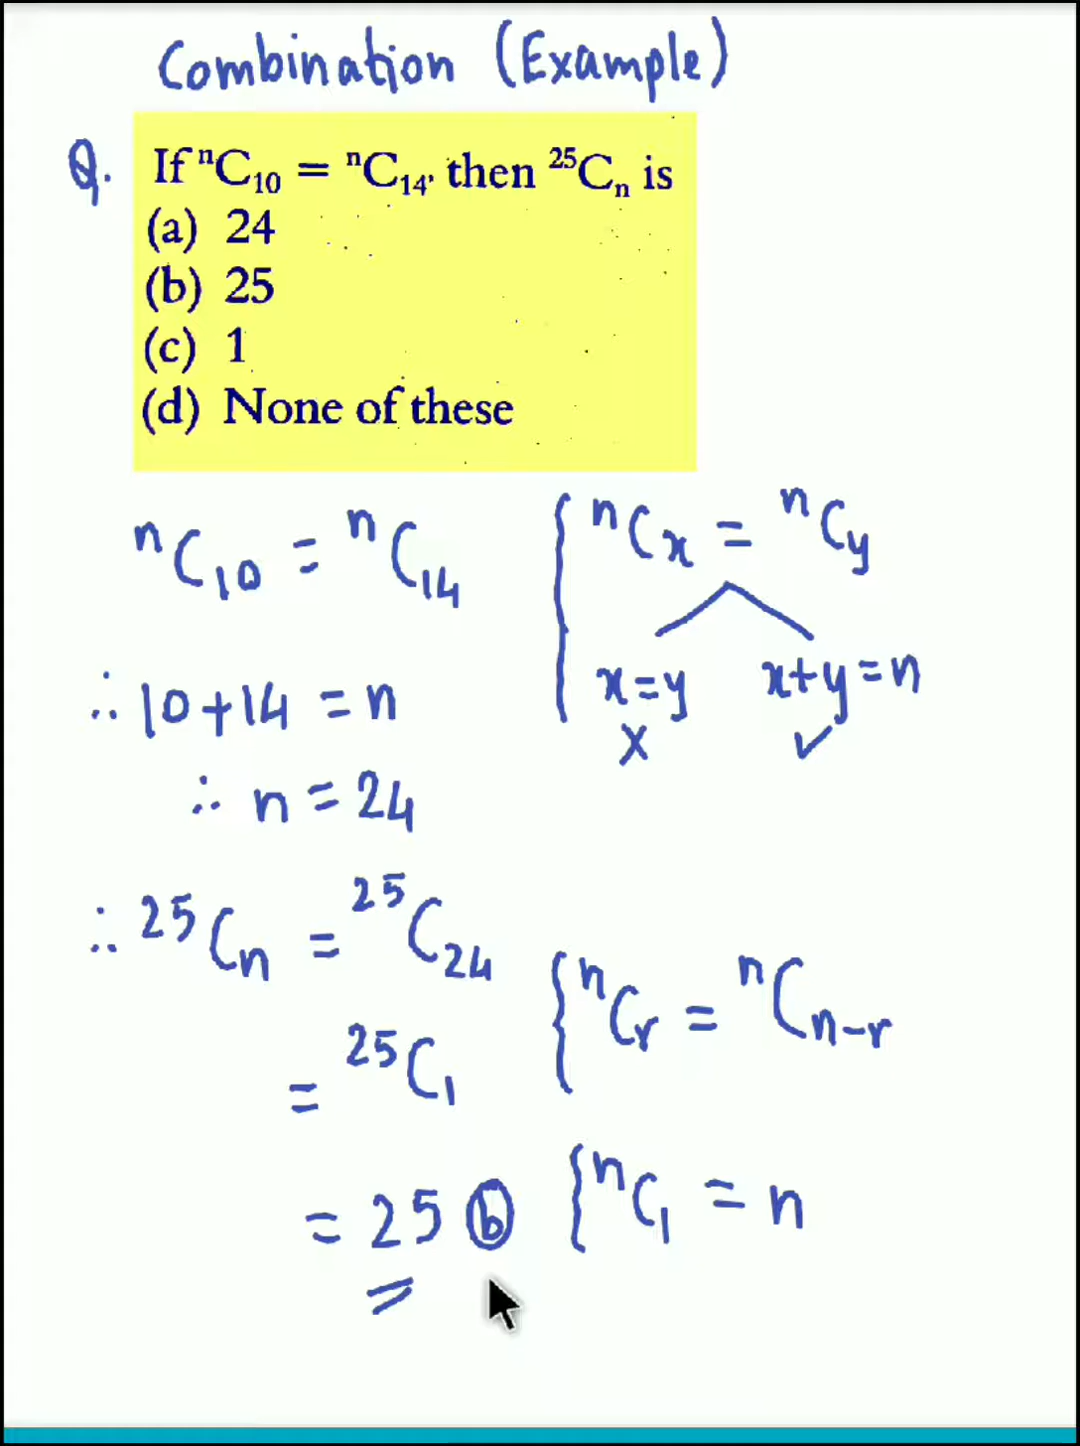 Combination (Example)
Q. If ⁿC₁₀ = ⁿC₁₄, then ²⁵Cₙ is
(a) 24
(b) 25
(c) 1
(d) None of these
ⁿC₁₀ = ⁿC₁₄
{ ⁿCₓ = ⁿCᵧ
x=y x+y=n
× ✓
∴ 10+14 = n
∴ n = 24
∴ ²⁵Cₙ = ²⁵C₂₄
{ ⁿCᵣ = ⁿCₙ₋ᵣ
= ²⁵C₁
= 25 ⓑ { ⁿC₁ = n